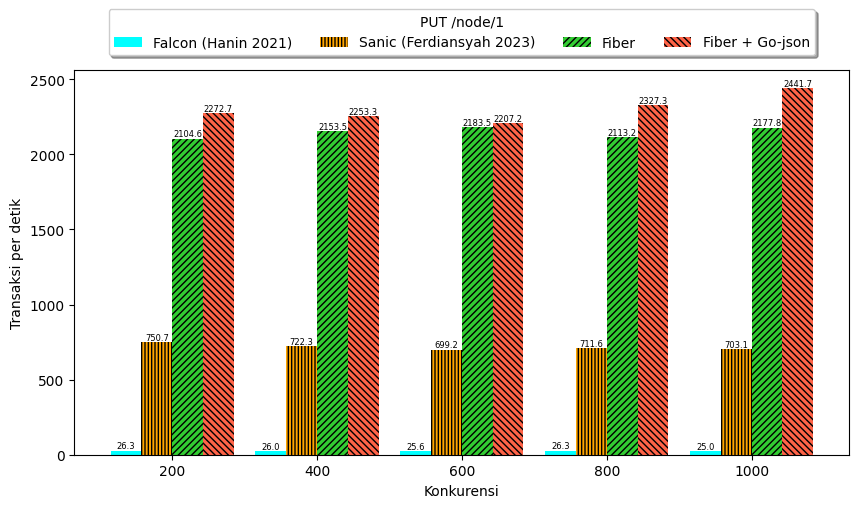 PUT /node/1
Falcon (Hanin 2021) Sanic (Ferdiansyah 2023) Fiber Fiber + Go-json
Transaksi per detik
2500
2000
1500
1000
500
0
26.3 750.7 2104.6 2272.7
26.0 722.3 2153.5 2253.3
25.6 699.2 2183.5 2207.2
26.3 711.6 2113.2 2327.3
25.0 703.1 2177.8 2441.7
200 400 600 800 1000
Konkurensi